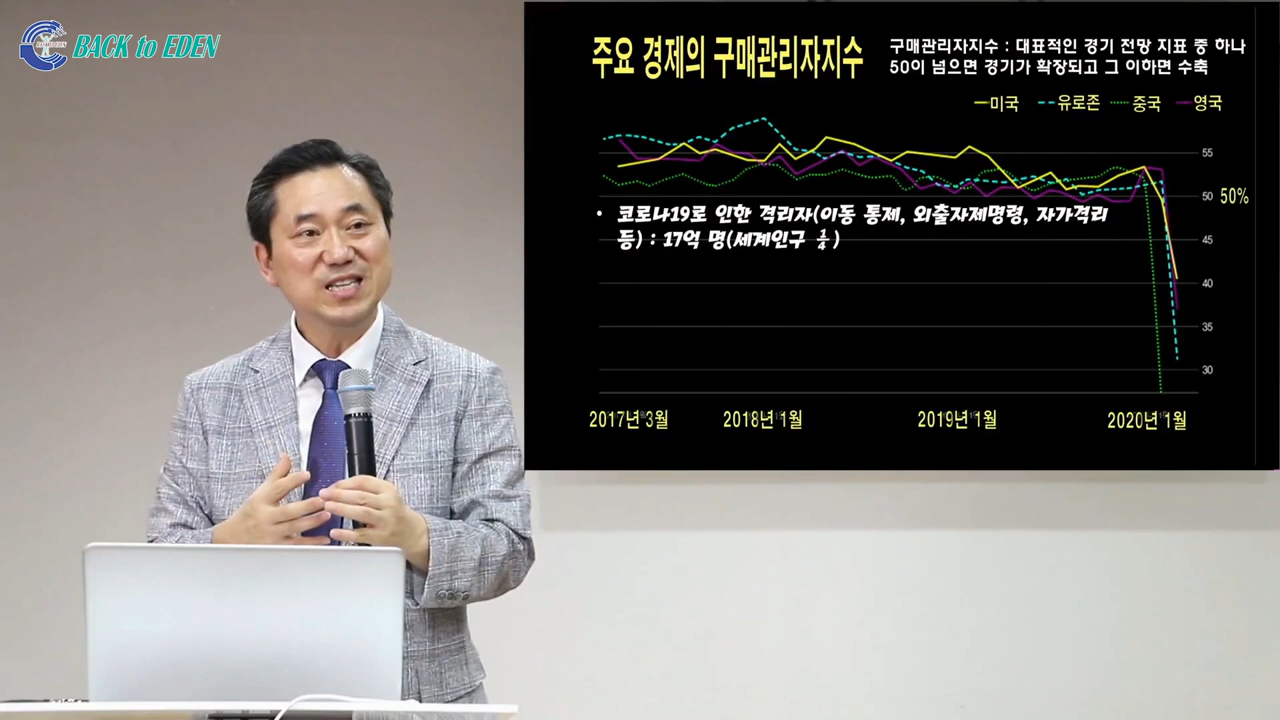 BACK to EDEN
주요 경제의 구매관리자지수
구매관리자지수 : 대표적인 경기 전망 지표 중 하나
50이 넘으면 경기가 확장되고 그 이하면 수축
미국 유로존 중국 영국
55
50
50%
• 코로나19로 인한 격리자(이동 통제, 외출자제명령, 자가격리
등) : 17억 명(세계인구 ¼)
45
40
35
30
2017년 3월 2018년 1월 2019년 1월 2020년 1월